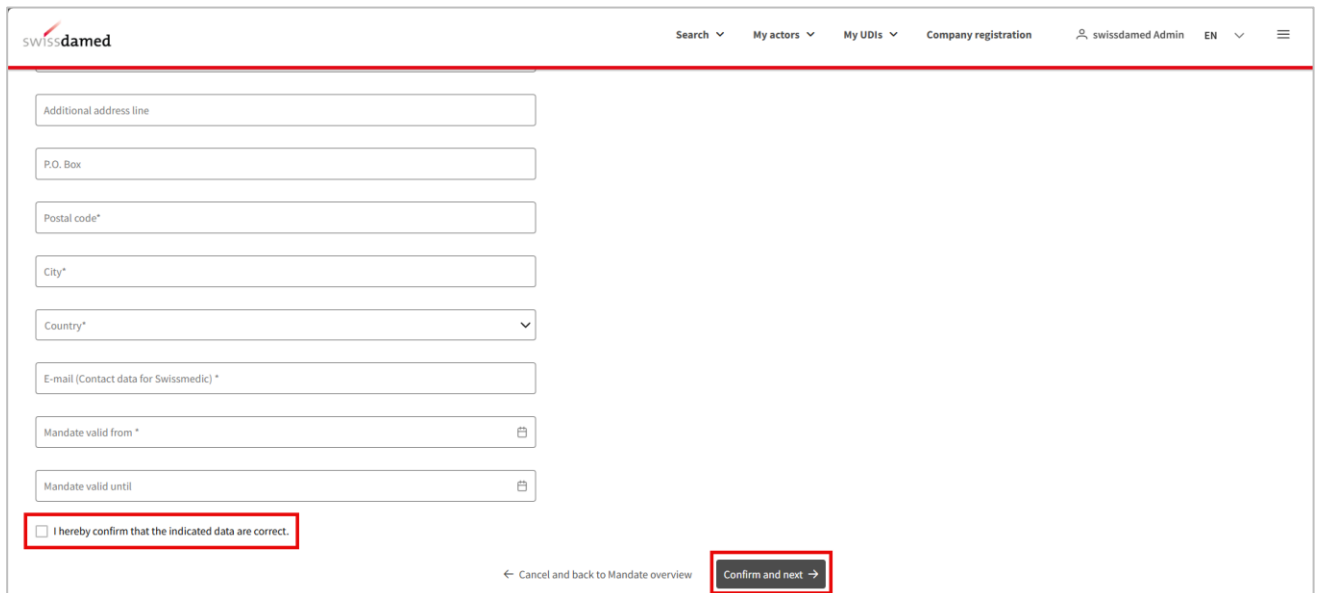 swissdamed
Search My actors My UDIs Company registration swissdamed Admin EN
Additional address line
P.O. Box
Postal code*
City*
Country*
E-mail (Contact data for Swissmedic) *
Mandate valid from *
Mandate valid until
I hereby confirm that the indicated data are correct.
← Cancel and back to Mandate overview Confirm and next →